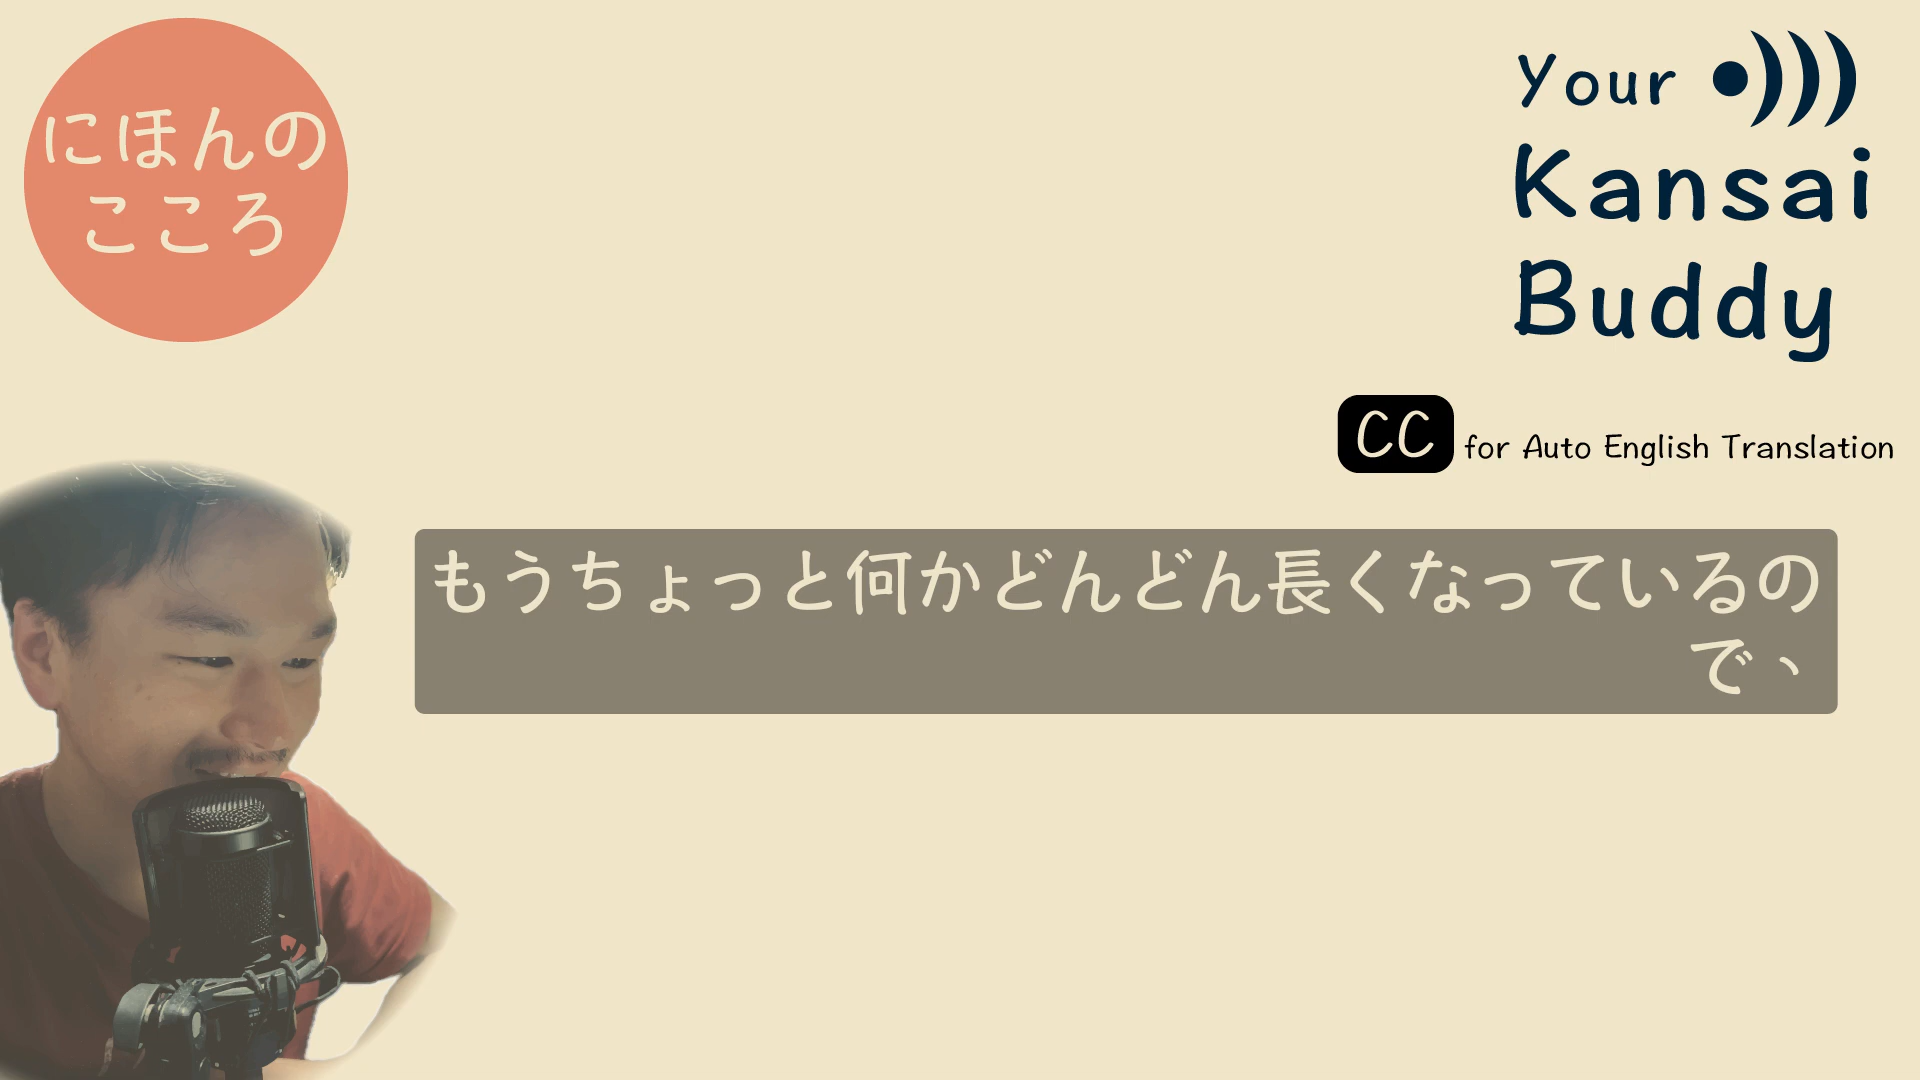 にほんの
こころ
Your
Kansai
Buddy
CC for Auto English Translation
もうちょっと何かどんどん長くなっているの
で、